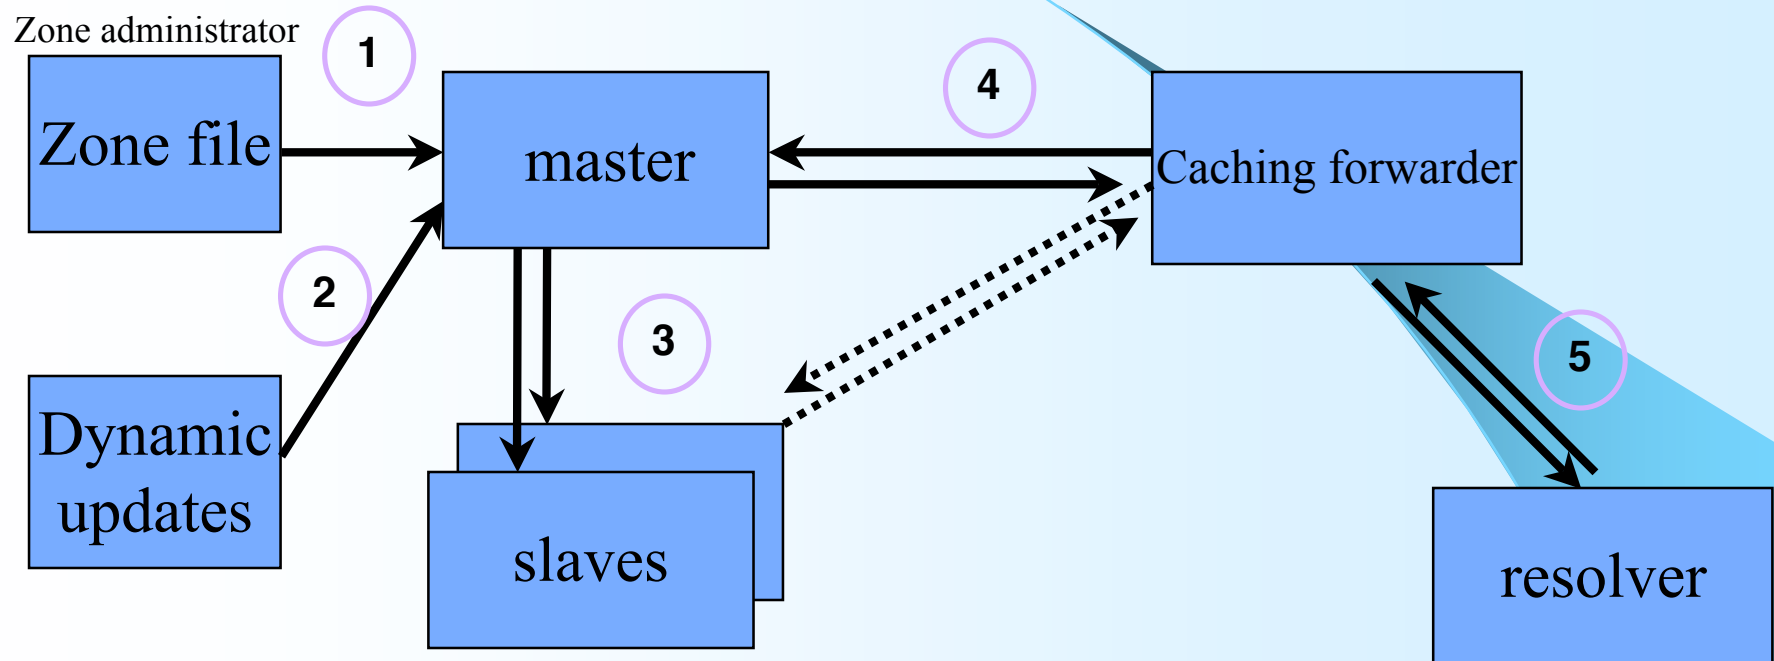 Zone administrator
1
Zone file
master
4
Caching forwarder
2
3
5
Dynamic
updates
slaves
resolver